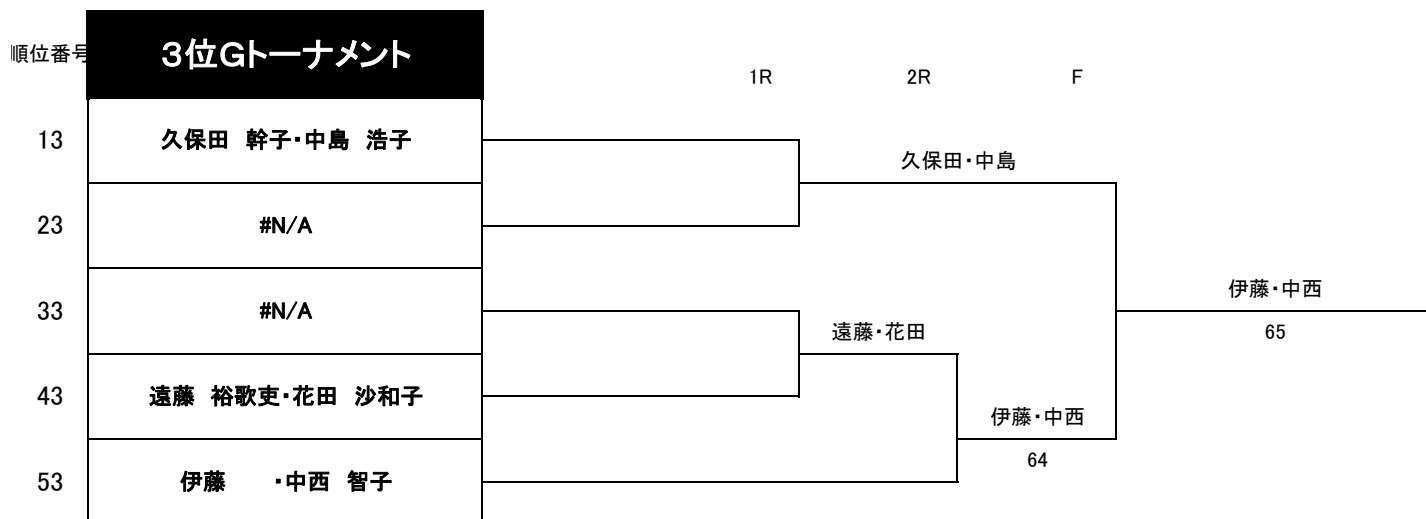 順位番号 3位Gトーナメント
1R 2R F
13 久保田 幹子・中島 浩子
久保田・中島
23 #N/A
伊藤・中西
33 #N/A
遠藤・花田 65
43 遠藤 裕歌吏・花田 沙和子
伊藤・中西
64
53 伊藤 ・中西 智子